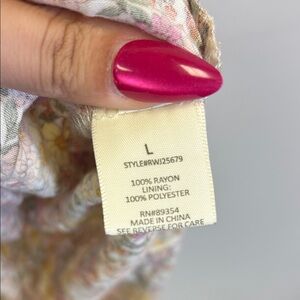 L
STYLE#RWJ25679
100% RAYON
LINING:
100% POLYESTER
RN#89354
MADE IN CHINA
SEE REVERSE FOR CARE